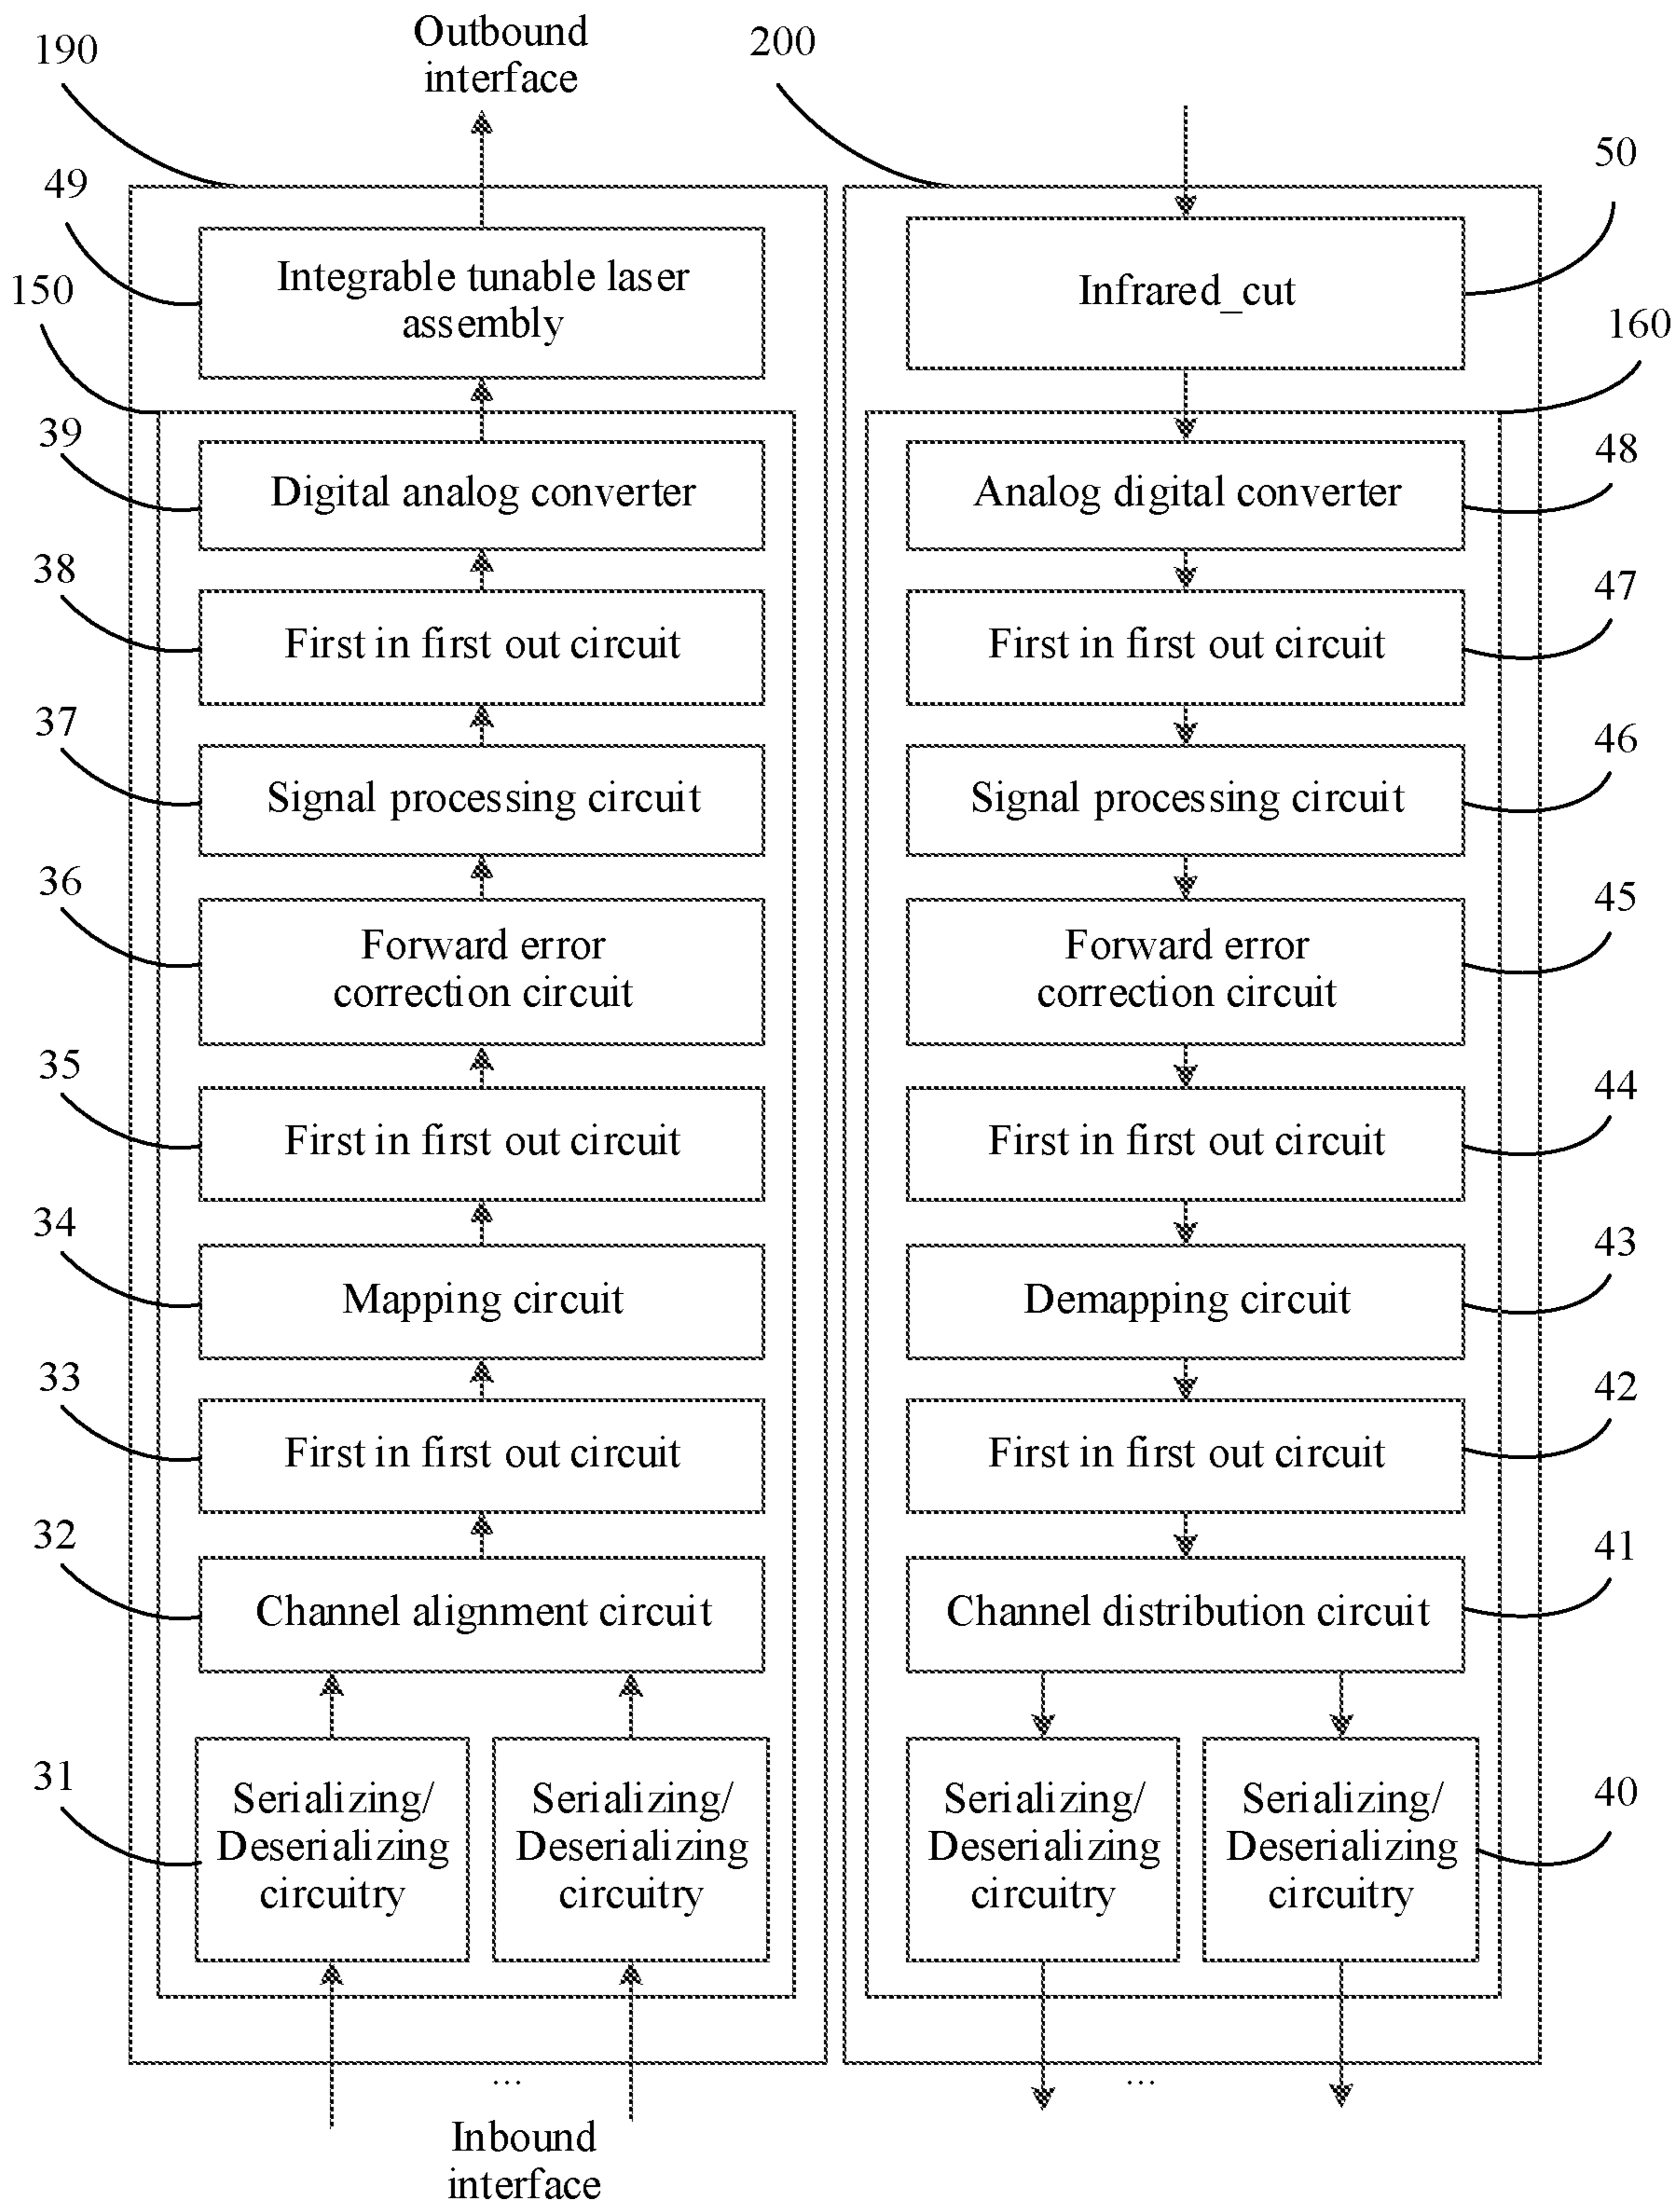 190
Outbound
interface
200
49
50
Integrable tunable laser
assembly
Infrared_cut
150
160
39
Digital analog converter
Analog digital converter
48
38
First in first out circuit
First in first out circuit
47
37
Signal processing circuit
Signal processing circuit
46
36
Forward error
correction circuit
Forward error
correction circuit
45
35
First in first out circuit
First in first out circuit
44
34
Mapping circuit
Demapping circuit
43
33
First in first out circuit
First in first out circuit
42
32
Channel alignment circuit
Channel distribution circuit
41
31
Serializing/
Deserializing
circuitry
Serializing/
Deserializing
circuitry
Serializing/
Deserializing
circuitry
Serializing/
Deserializing
circuitry
40
...
...
Inbound
interface